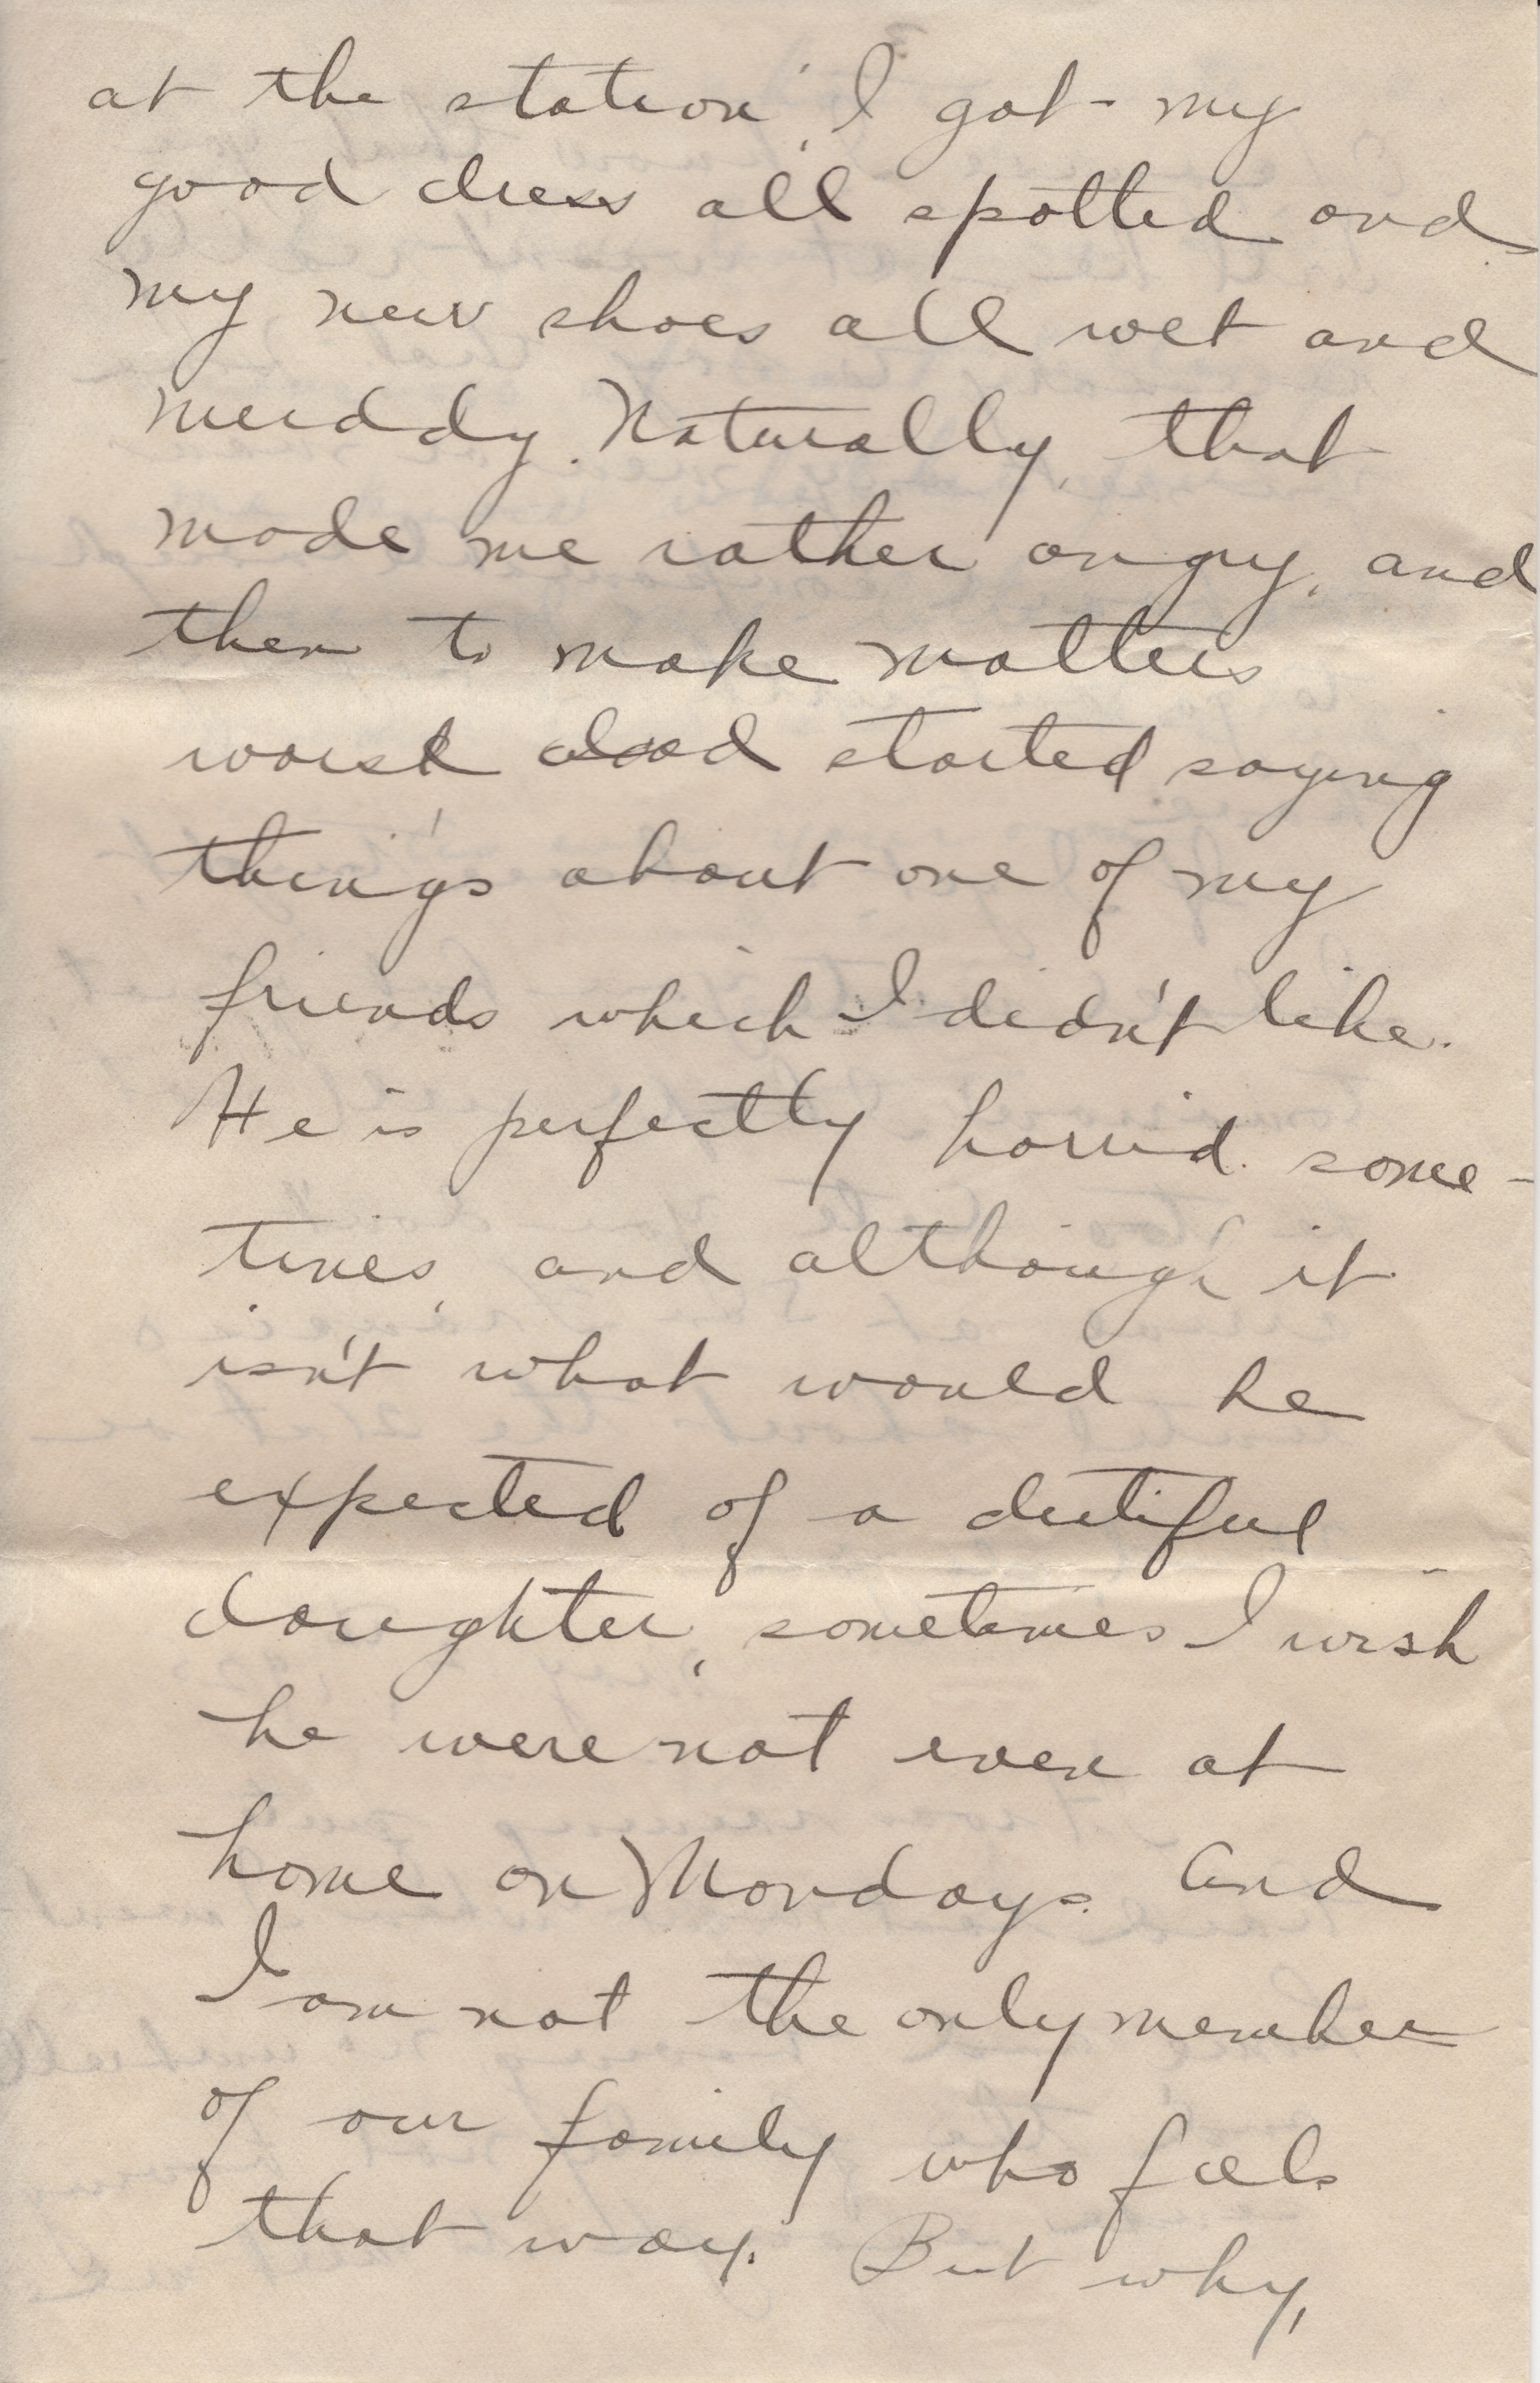 at the station, I got my
good dress all spotted and
my new shoes all wet and
muddy. Naturally, that
made me rather angry, and
then to make matters
worse dad started saying
things about one of my
friends which I didn't like.
He is perfectly horrid some-
times, and although it
isn't what would be
expected of a dutiful
daughter, sometimes I wish
he were not even at
home on Mondays. And
I am not the only member
of our family who feels
that way. But why,